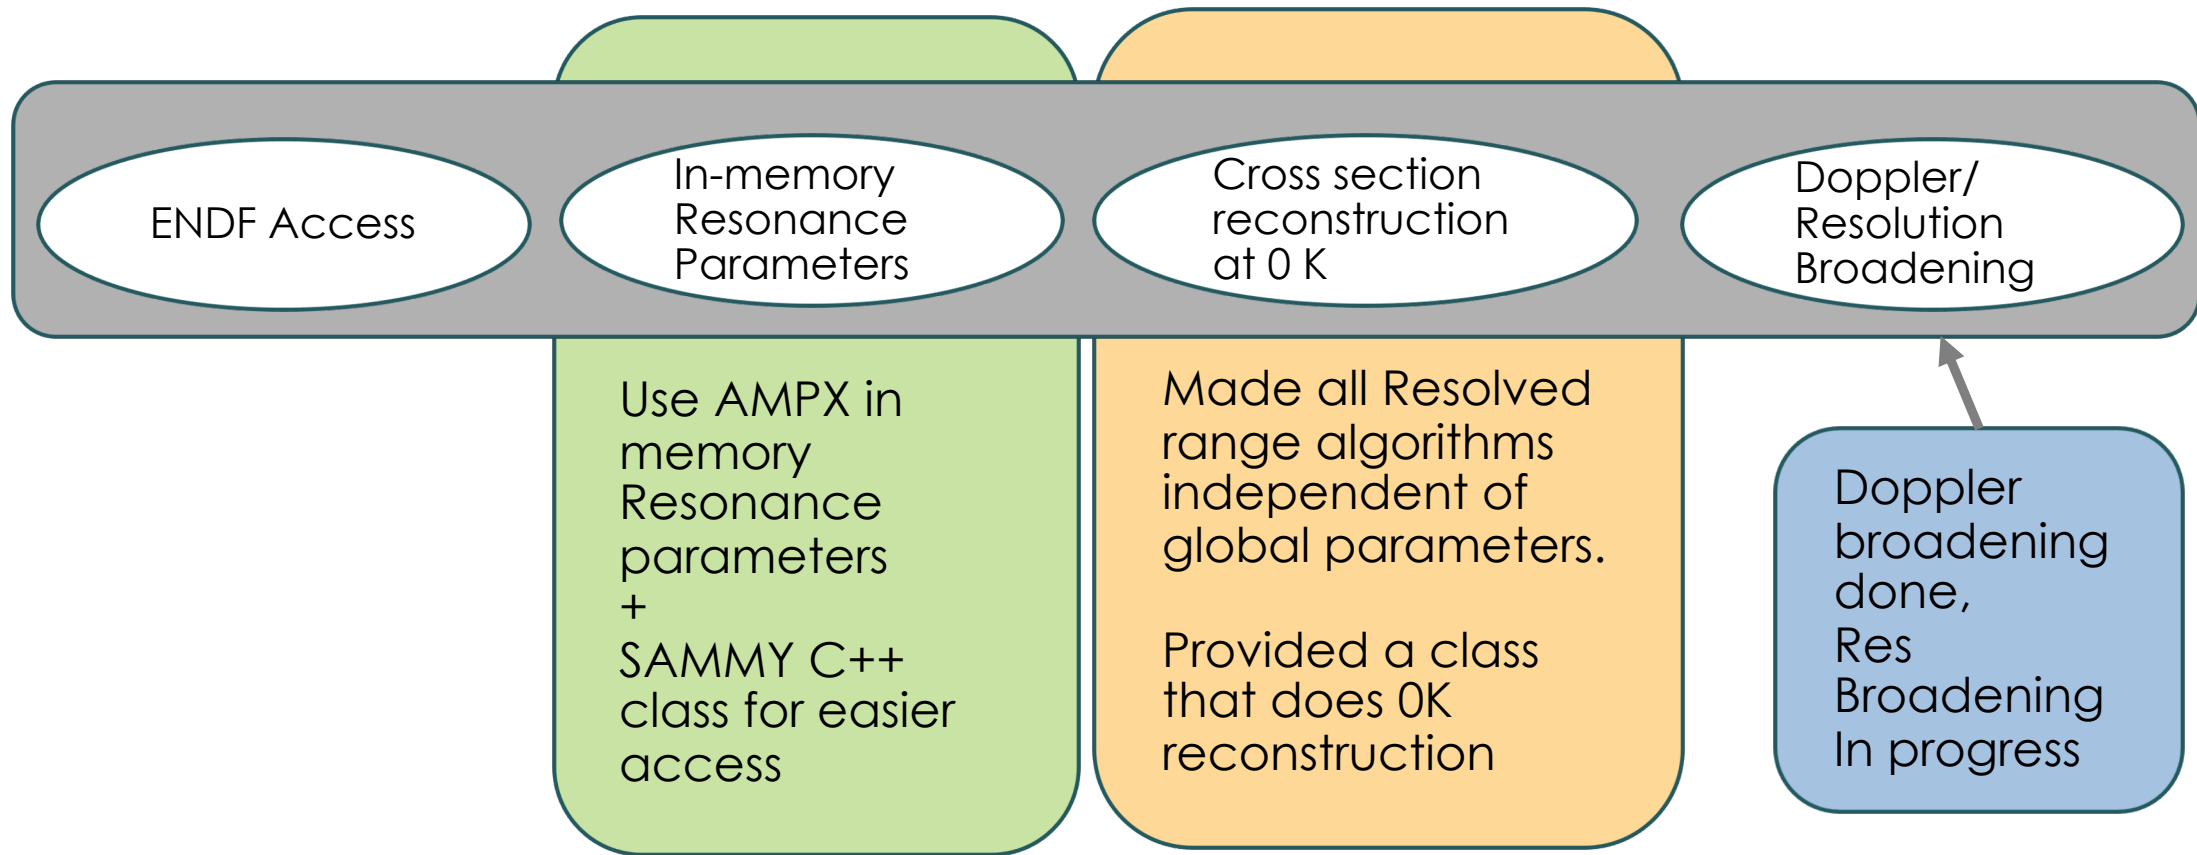 ENDF Access
In-memory
Resonance
Parameters
Cross section
reconstruction
at 0 K
Doppler/
Resolution
Broadening
Use AMPX in
memory
Resonance
parameters
+
SAMMY C++
class for easier
access
Made all Resolved
range algorithms
independent of
global parameters.
Provided a class
that does 0K
reconstruction
Doppler
broadening
done,
Res
Broadening
In progress